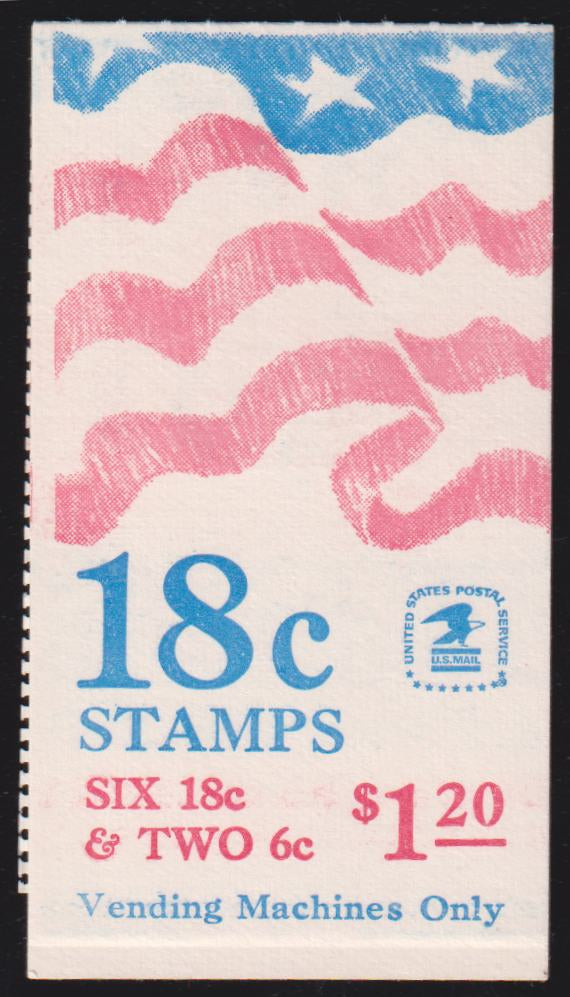 18c
STAMPS
UNITED STATES POSTAL SERVICE
U.S.MAIL
SIX 18c
& TWO 6c
$1 20
Vending Machines Only